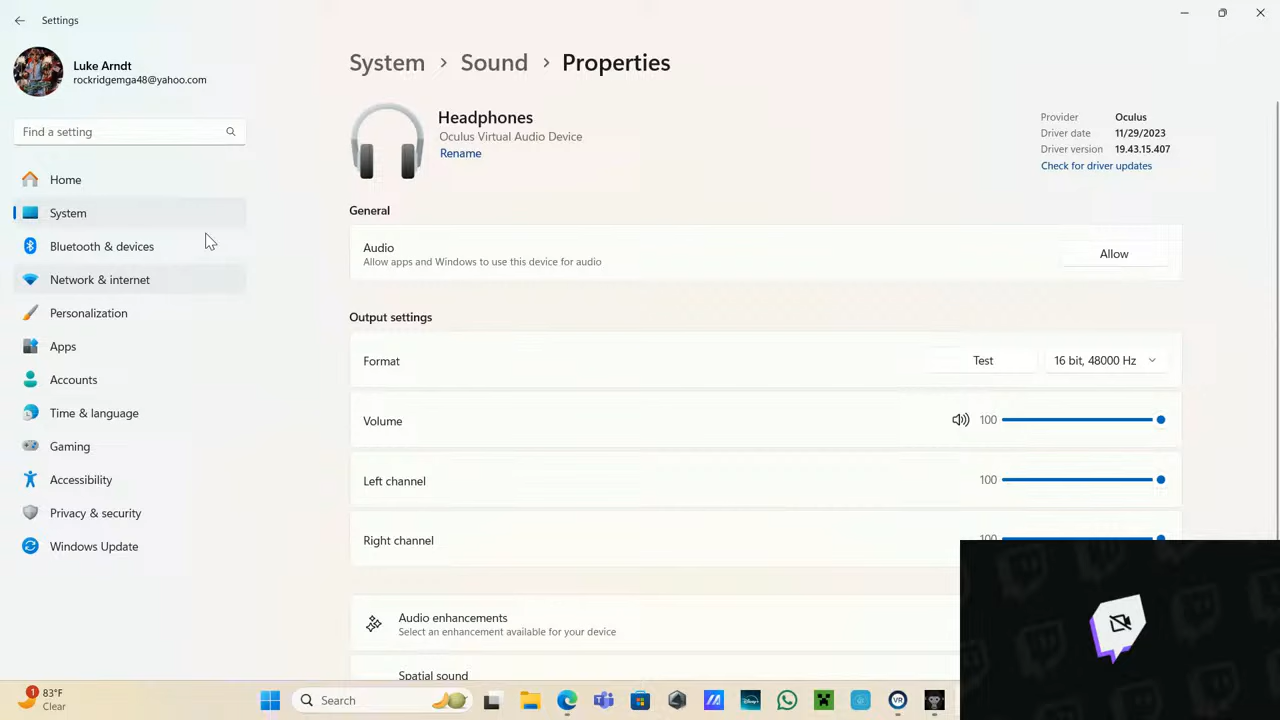 Settings
Luke Arndt
rockridgemga48@yahoo.com
Find a setting
Home
System
Bluetooth & devices
Network & internet
Personalization
Apps
Accounts
Time & language
Gaming
Accessibility
Privacy & security
Windows Update
System > Sound > Properties
Headphones
Oculus Virtual Audio Device
Rename
Provider Oculus
Driver date 11/29/2023
Driver version 19.43.15.407
Check for driver updates
General
Audio
Allow apps and Windows to use this device for audio
Allow
Output settings
Format
Test
16 bit, 48000 Hz
Volume
100
Left channel
100
Right channel
100
Audio enhancements
Select an enhancement available for your device
Spatial sound
1
83°F
Clear
Search
Disney+
VR